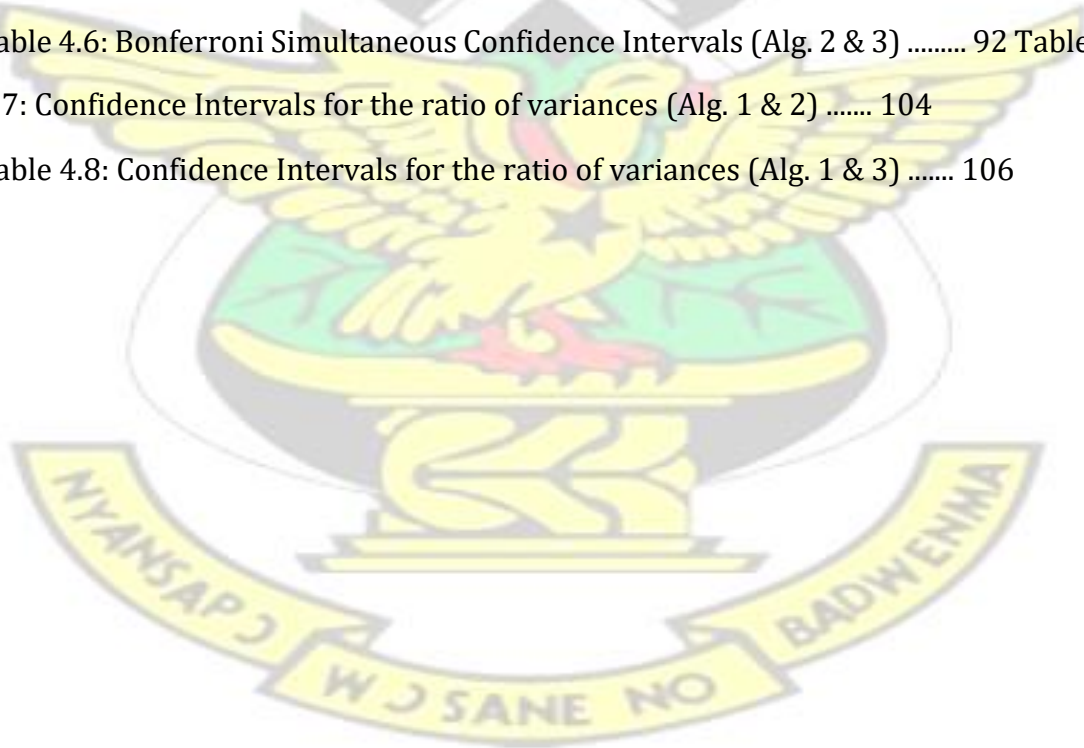 able 4.6: Bonferroni Simultaneous Confidence Intervals (Alg. 2 & 3) ......... 92 Table
7: Confidence Intervals for the ratio of variances (Alg. 1 & 2) ....... 104
able 4.8: Confidence Intervals for the ratio of variances (Alg. 1 & 3) ....... 106
NYANSAPƆ
WƆSANE NO
BADWENMA